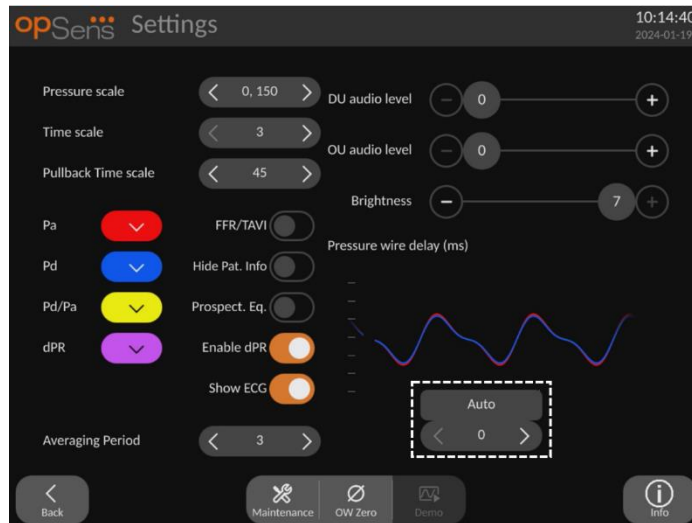 opSens Settings
10:14:40
2024-01-19
Pressure scale 0, 150
Time scale 3
Pullback Time scale 45
DU audio level 0
OU audio level 0
Brightness 7
Pa
Pd
Pd/Pa
dPR
FFR/TAVI
Hide Pat. Info
Prospect. Eq.
Enable dPR
Show ECG
Pressure wire delay (ms)
Auto
0
Averaging Period 3
Back
Maintenance
OW Zero
Demo
Info